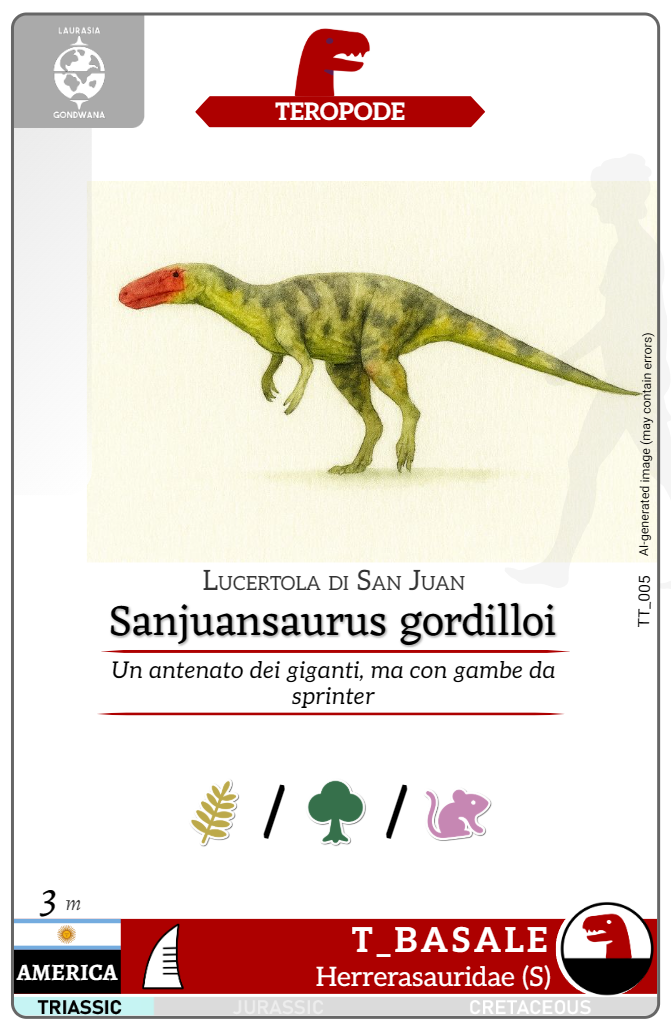 LAURASIA
GONDWANA
TEROPODE
AI-generated image (may contain errors)
TT_005
Lucertola di San Juan
Sanjuansaurus gordilloi
Un antenato dei giganti, ma con gambe da
sprinter
/ /
3 m
AMERICA
T_BASALE
Herrerasauridae (S)
TRIASSIC JURASSIC CRETACEOUS